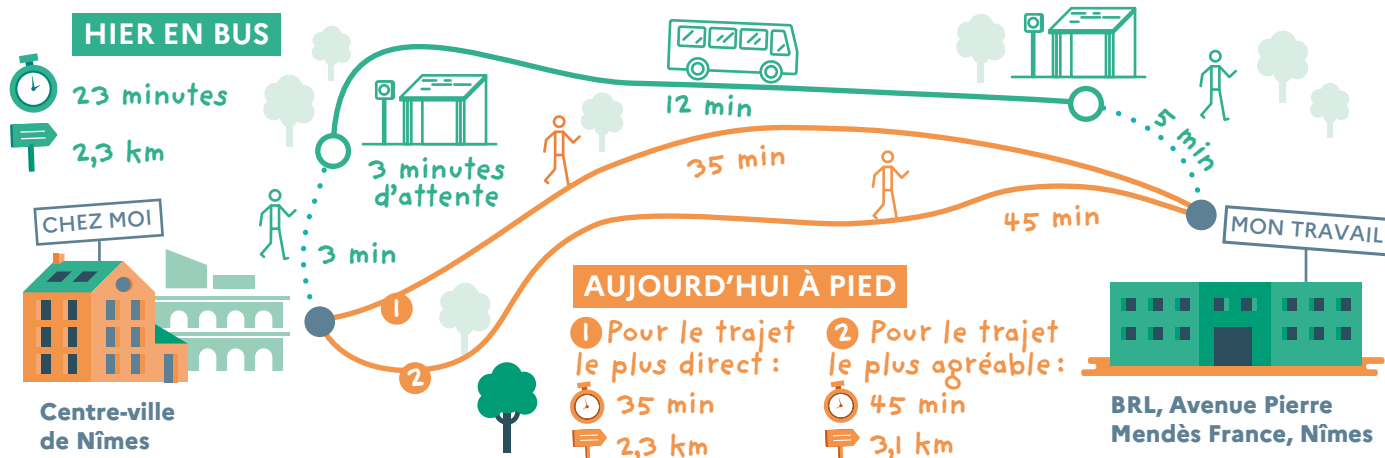 HIER EN BUS
23 minutes
2,3 km
CHEZ MOI
Centre-ville
de Nîmes
3 min
3 minutes
d'attente
12 min
5 min
35 min
45 min
MON TRAVAIL
BRL, Avenue Pierre
Mendès France, Nîmes
1
2
AUJOURD'HUI À PIED
1 Pour le trajet
le plus direct :
35 min
2,3 km
2 Pour le trajet
le plus agréable :
45 min
3,1 km